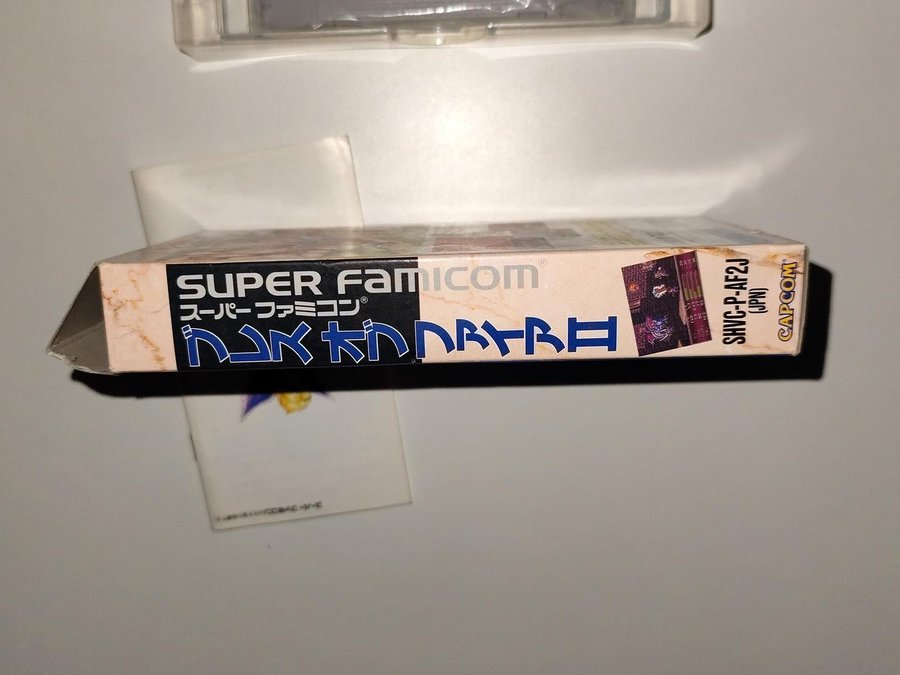 SUPER FAMICOM®
スーパーファミコン®
ブレス オブ ファイアII
SHVC-P-AF2J
(JPN)
CAPCOM